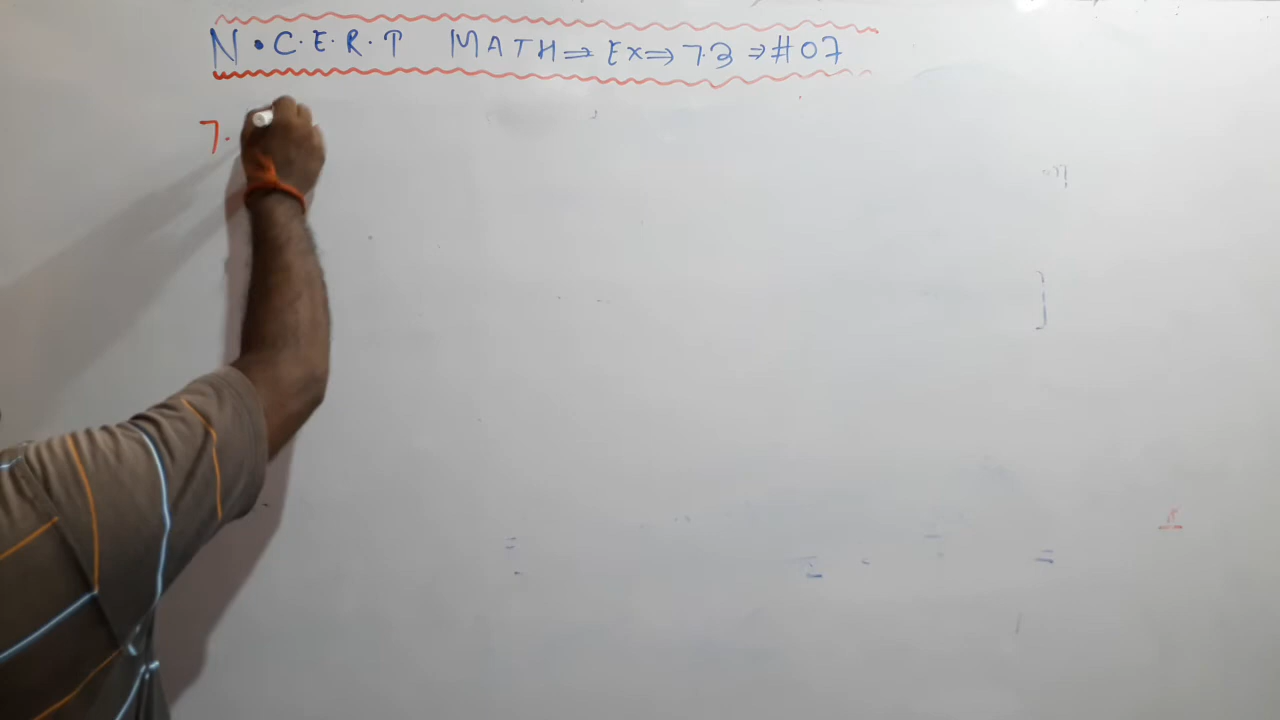 N.C.E.R.T MATH ⇒ Ex ⇒ 7.3 ⇒ #07
7.